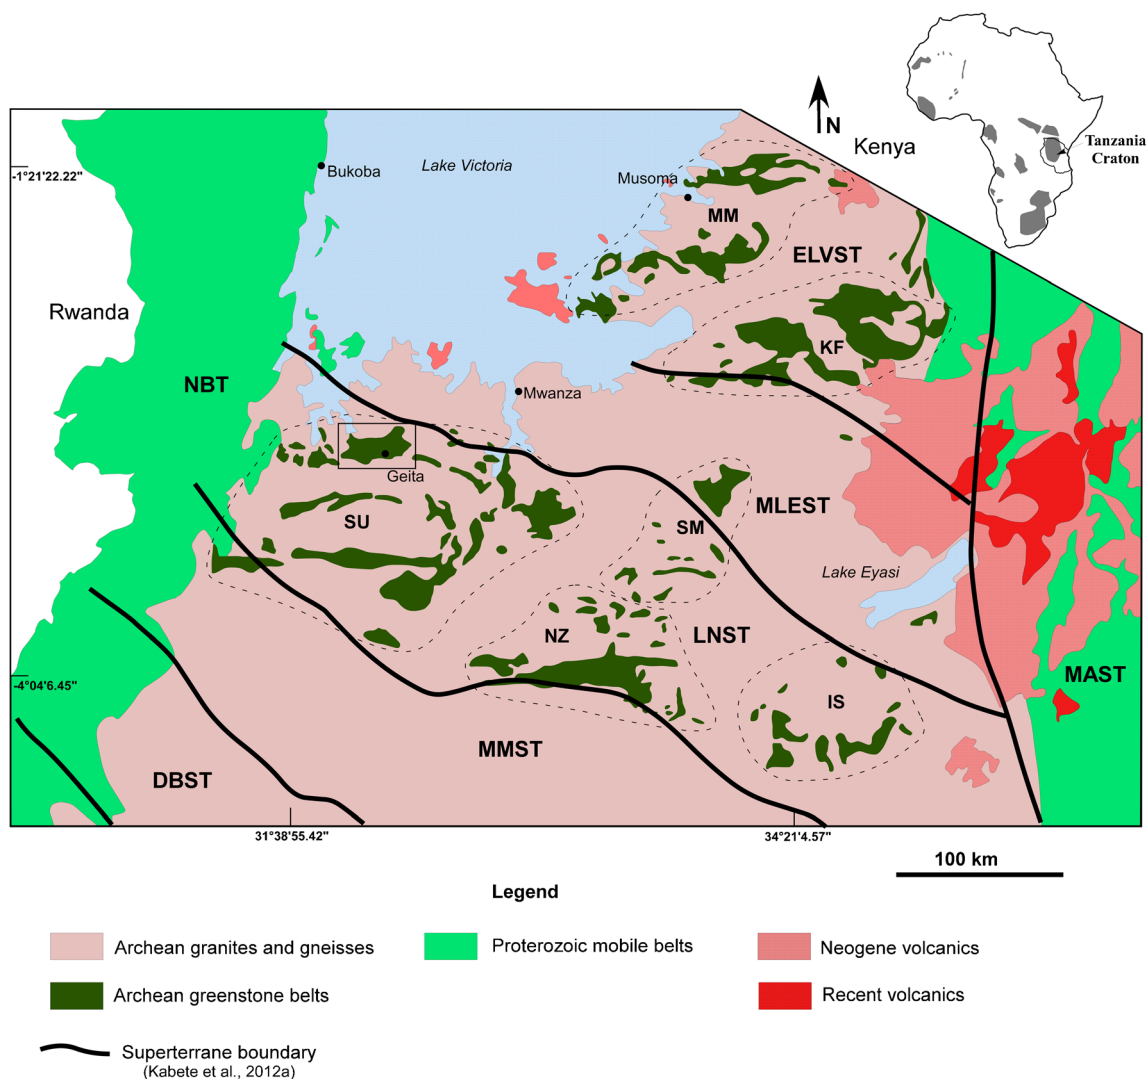 N
Kenya
Tanzania
Craton
-1°21'22.22"
Bukoba
Lake Victoria
Musoma
MM
ELVST
Rwanda
KF
NBT
Mwanza
Geita
SU
SM
MLEST
Lake Eyasi
NZ
LNST
-4°04'6.45"
MAST
IS
MMST
DBST
31°38'55.42"
34°21'4.57"
100 km
Legend
Archean granites and gneisses
Proterozoic mobile belts
Neogene volcanics
Archean greenstone belts
Recent volcanics
Superterrane boundary
(Kabete et al., 2012a)